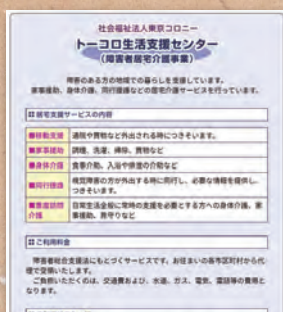 社会福祉法人東京コロニー
トーコロ生活支援センター
(障害者居宅介護事業)
障害のある方の地域での暮らしを支援しています。
家事援助、身体介護、同行援護などの居宅介護サービスを行っています。
居宅支援サービスの内容
■移動支援 通院や買物など外出される時につきそいます。
■家事援助 調理、洗濯、掃除、買物など
■身体介護 食事介助、入浴や排泄の介助など
■同行援護 視覚障害の方が外出する時に同行し、必要な情報を提供し、
つきそいます。
■重度訪問 日常生活全般に常時の支援を必要とする方への身体介護、家
介護 事援助、見守りなど
ご利用料金
障害者総合支援法にもとづくサービスです。お住まいの各市区町村から代
理で受領いたします。
ご負担いただくのは、交通費および、水道、ガス、電気、電話等の費用と
なります。